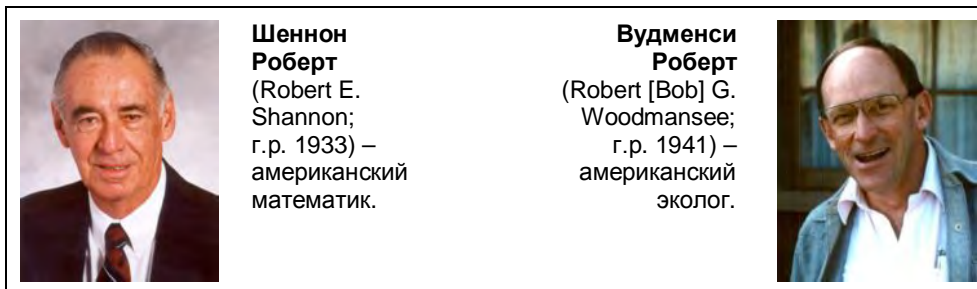 Шеннон
Роберт
(Robert E.
Shannon;
г.р. 1933) –
американский
математик.
Вудменси
Роберт
(Robert [Bob] G.
Woodmansee;
г.р. 1941) –
американский
эколог.